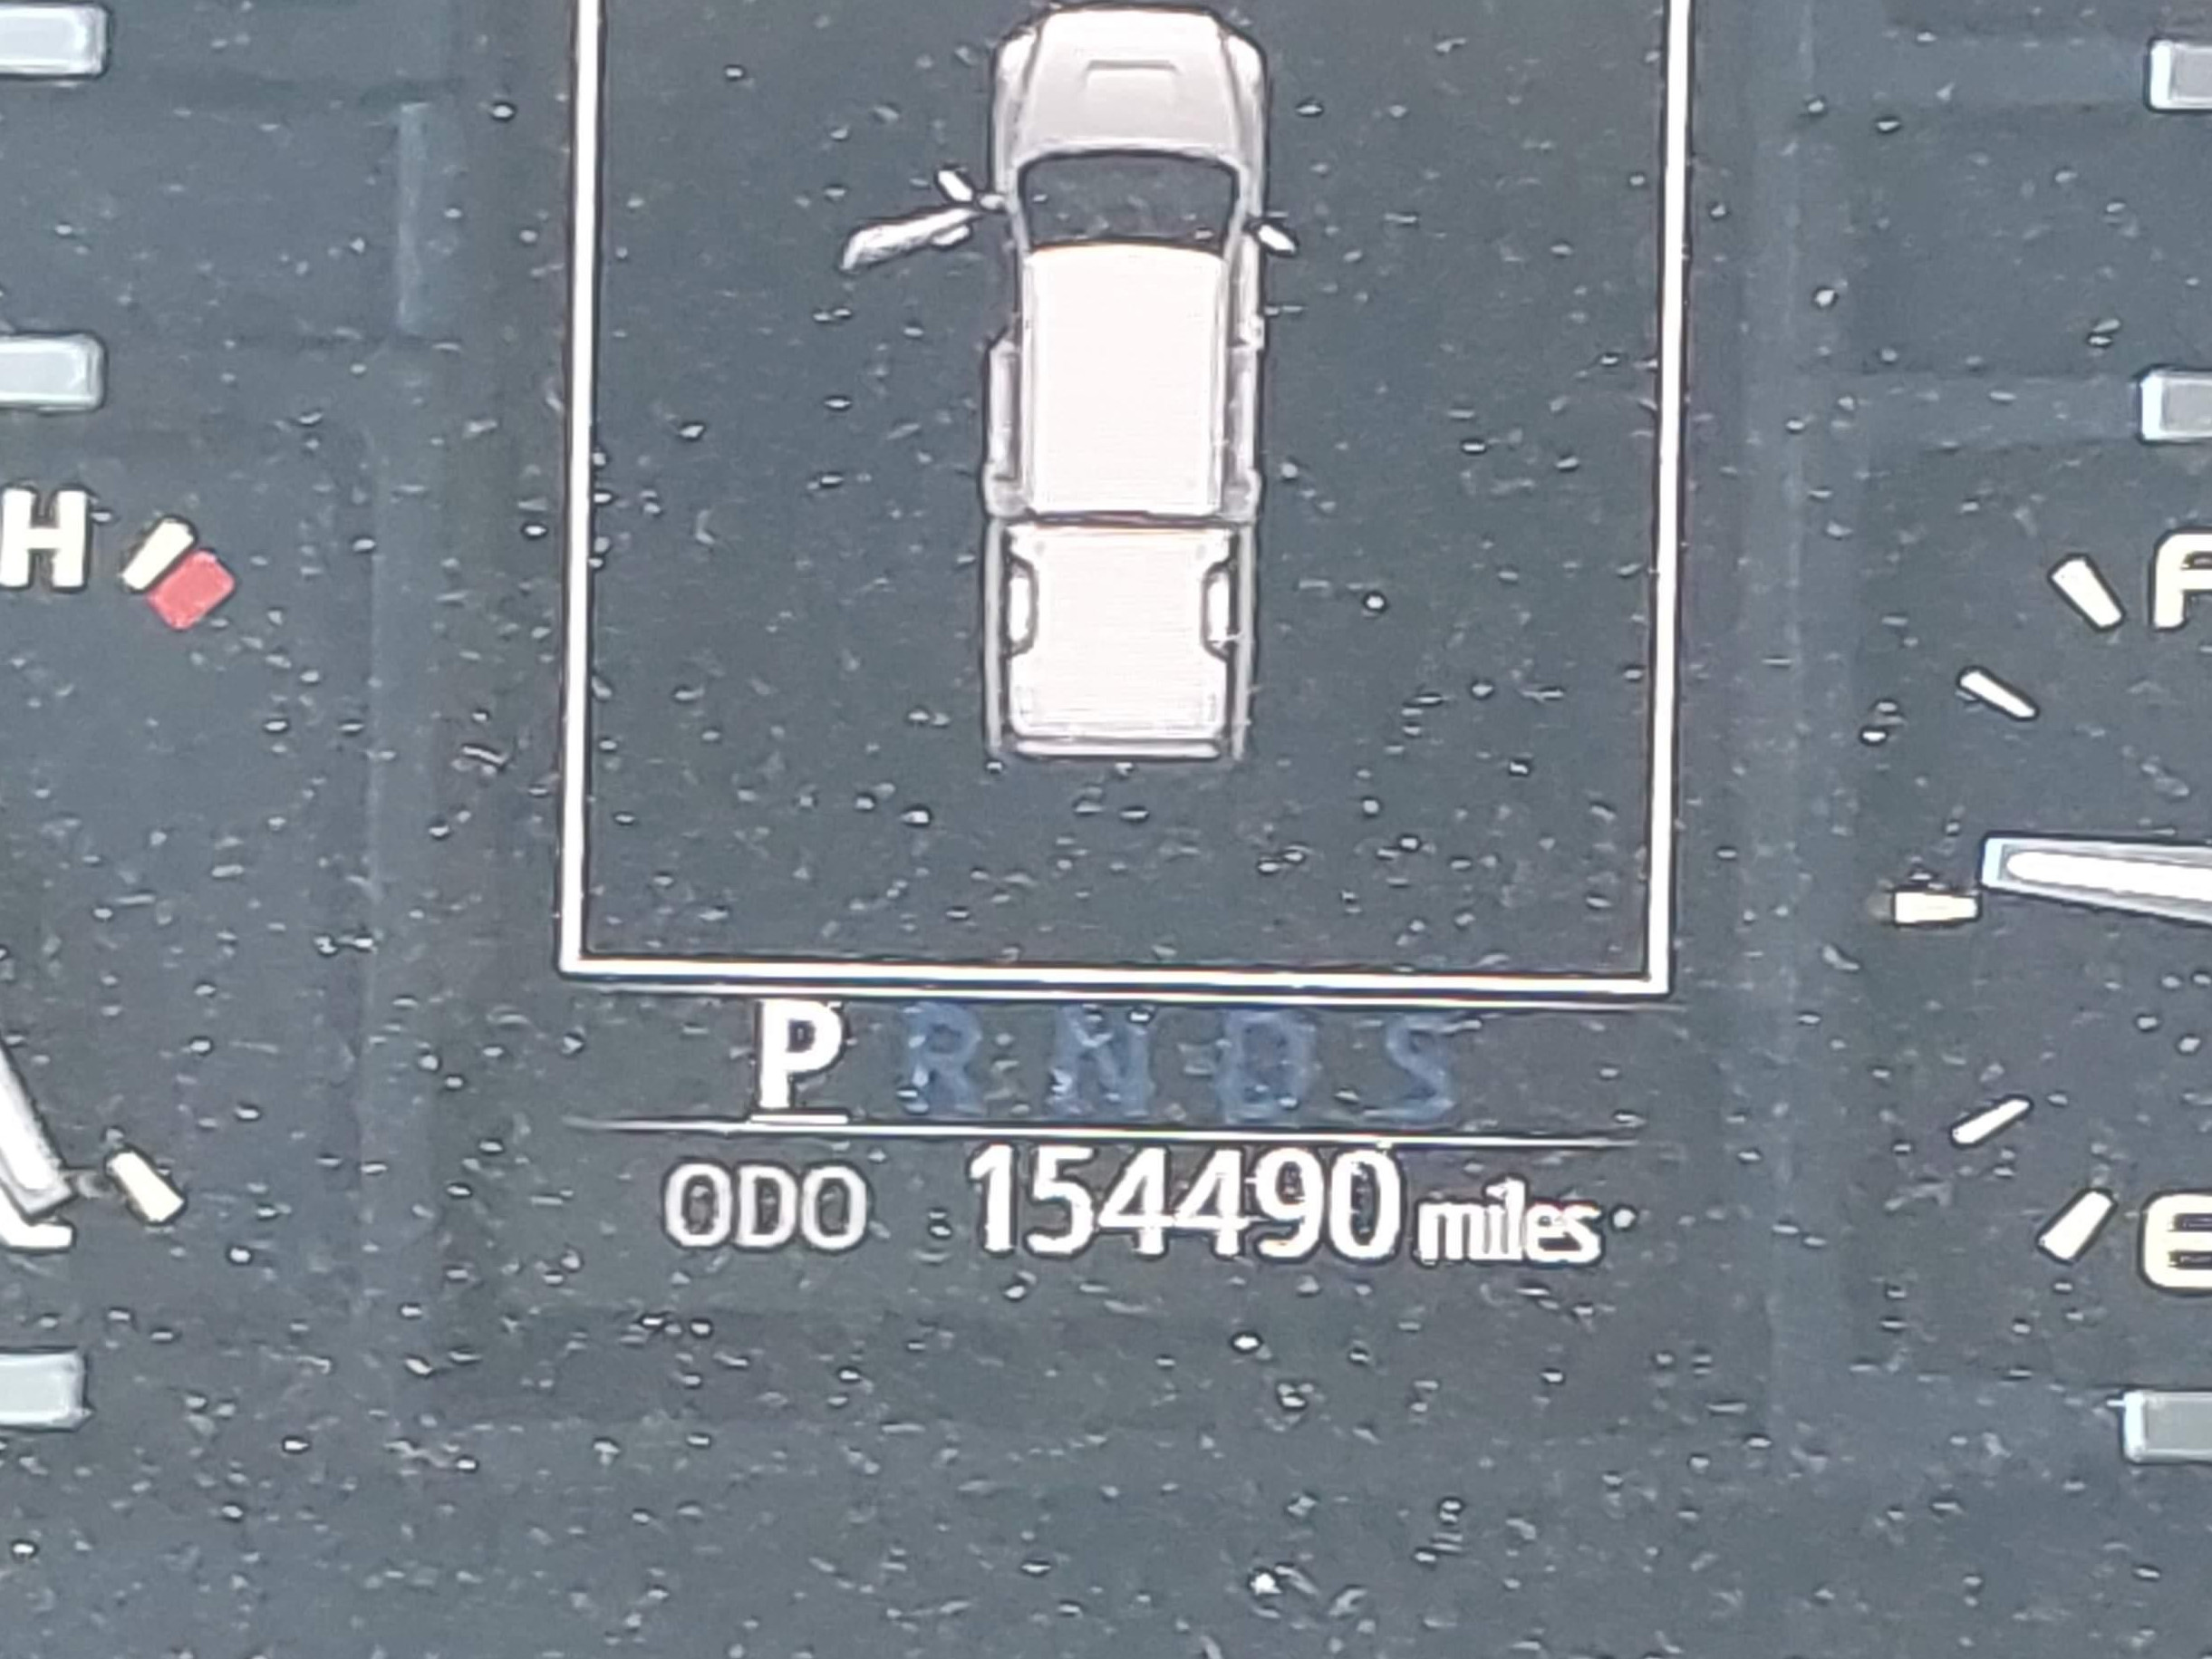 H
P R N D S
ODO 154490 miles
E